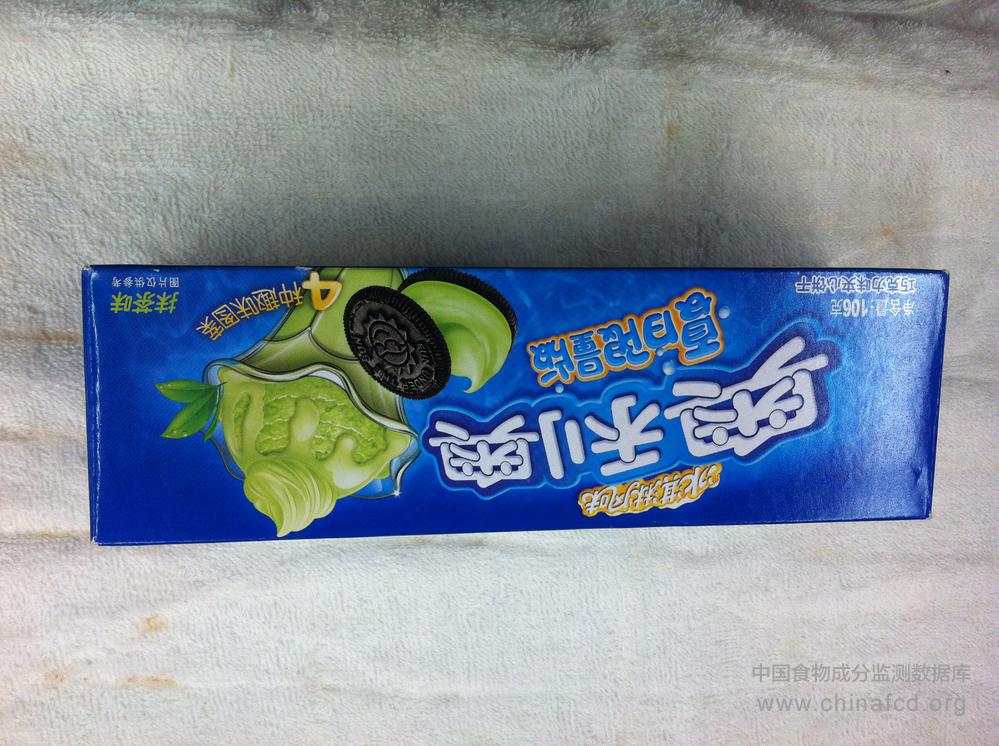 冰淇淋风味
奥利奥
夏日限量版
净含量:106克
巧克力味夹心饼干
4种趣味图案
抹茶味
图片仅供参考
中国食物成分监测数据库
www.chinafcd.org